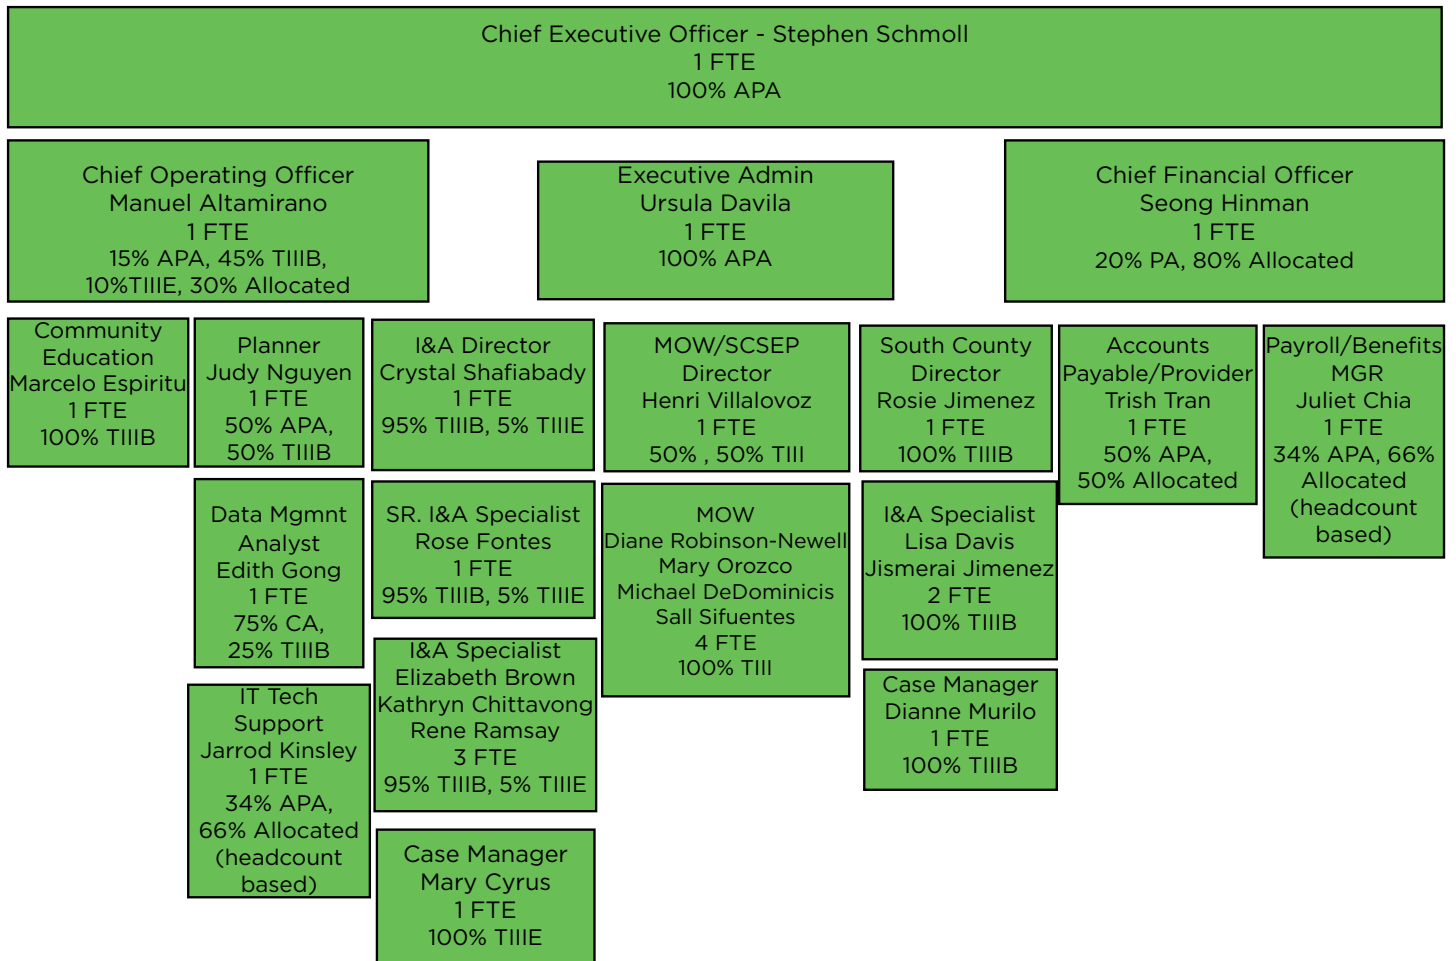 Chief Executive Officer - Stephen Schmoll
1 FTE
100% APA
Chief Operating Officer
Manuel Altamirano
1 FTE
15% APA, 45% TIIIB,
10%TIIIE, 30% Allocated
Executive Admin
Ursula Davila
1 FTE
100% APA
Chief Financial Officer
Seong Hinman
1 FTE
20% PA, 80% Allocated
Community
Education
Marcelo Espiritu
1 FTE
100% TIIIB
Planner
Judy Nguyen
1 FTE
50% APA,
50% TIIIB
I&A Director
Crystal Shafiabady
1 FTE
95% TIIIB, 5% TIIIE
MOW/SCSEP
Director
Henri Villalovoz
1 FTE
50% , 50% TIII
South County
Director
Rosie Jimenez
1 FTE
100% TIIIB
Accounts
Payable/Provider
Trish Tran
1 FTE
50% APA,
50% Allocated
Payroll/Benefits
MGR
Juliet Chia
1 FTE
34% APA, 66%
Allocated
(headcount
based)
Data Mgmnt
Analyst
Edith Gong
1 FTE
75% CA,
25% TIIIB
SR. I&A Specialist
Rose Fontes
1 FTE
95% TIIIB, 5% TIIIE
MOW
Diane Robinson-Newell
Mary Orozco
Michael DeDominicis
Sall Sifuentes
4 FTE
100% TIII
I&A Specialist
Lisa Davis
Jismerai Jimenez
2 FTE
100% TIIIB
IT Tech
Support
Jarrod Kinsley
1 FTE
34% APA,
66% Allocated
(headcount
based)
I&A Specialist
Elizabeth Brown
Kathryn Chittavong
Rene Ramsay
3 FTE
95% TIIIB, 5% TIIIE
Case Manager
Dianne Murilo
1 FTE
100% TIIIB
Case Manager
Mary Cyrus
1 FTE
100% TIIIE